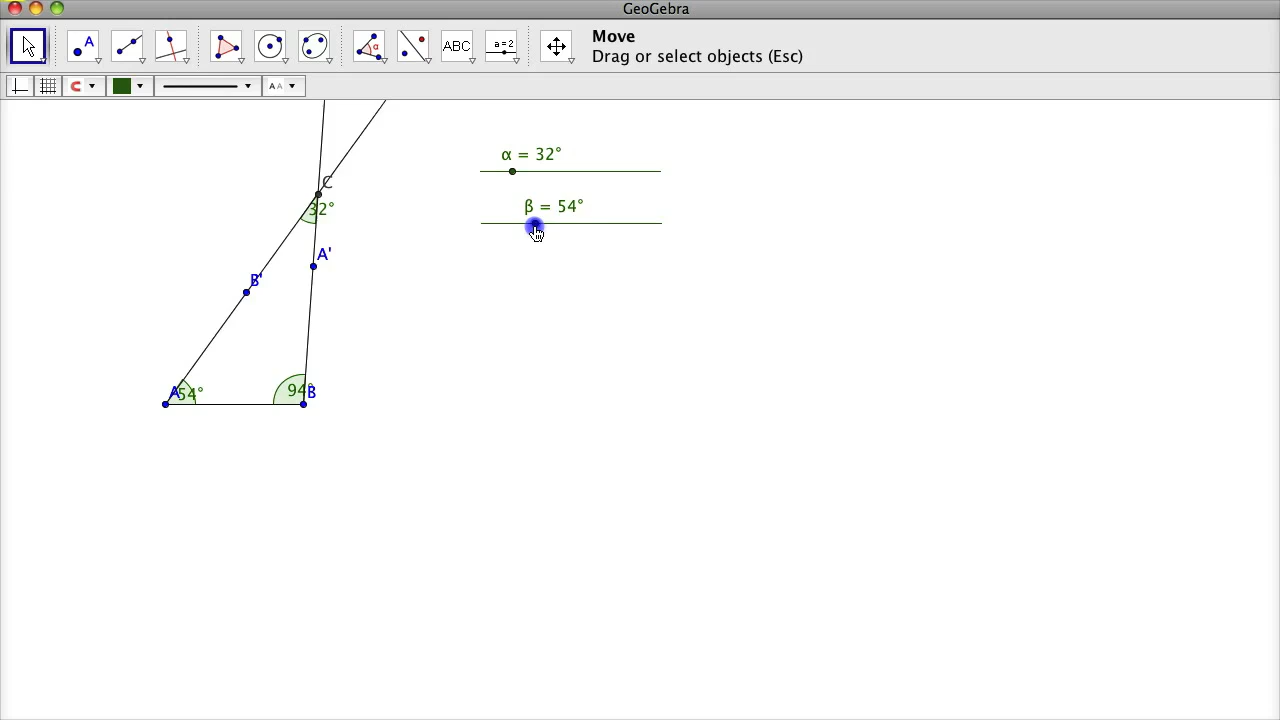 GeoGebra
A
α
ABC
a = 2
Move
Drag or select objects (Esc)
A A
α = 32°
C
β = 54°
32°
A'
B'
A 54°
94° B